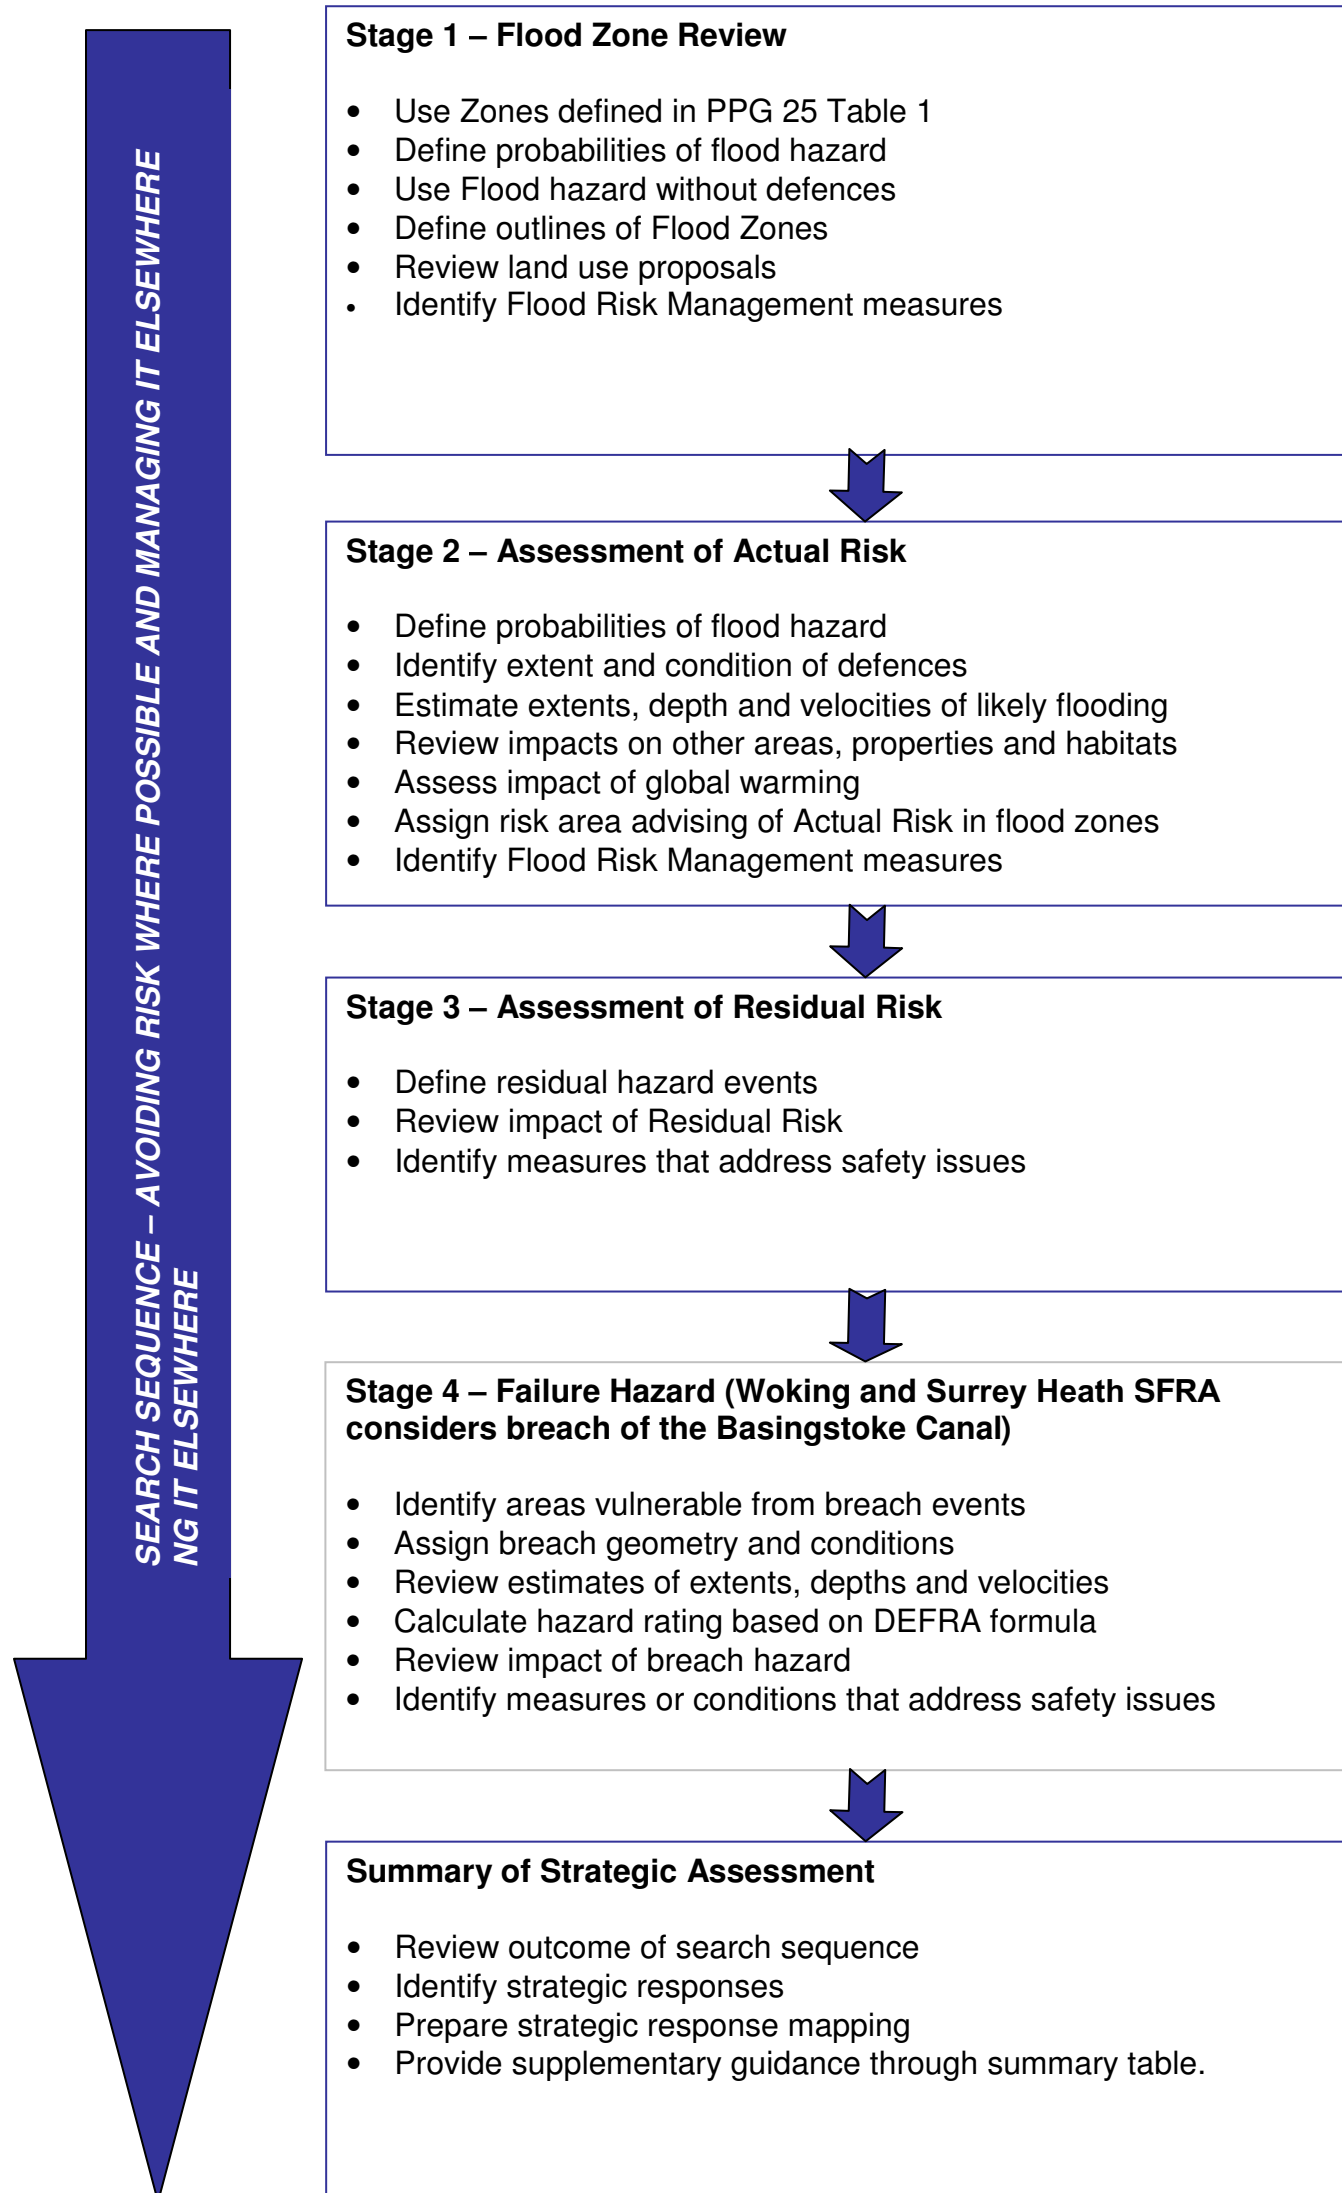 SEARCH SEQUENCE – AVOIDING RISK WHERE POSSIBLE AND MANAGING IT ELSEWHERE
NG IT ELSEWHERE
Stage 1 – Flood Zone Review
• Use Zones defined in PPG 25 Table 1
• Define probabilities of flood hazard
• Use Flood hazard without defences
• Define outlines of Flood Zones
• Review land use proposals
• Identify Flood Risk Management measures
Stage 2 – Assessment of Actual Risk
• Define probabilities of flood hazard
• Identify extent and condition of defences
• Estimate extents, depth and velocities of likely flooding
• Review impacts on other areas, properties and habitats
• Assess impact of global warming
• Assign risk area advising of Actual Risk in flood zones
• Identify Flood Risk Management measures
Stage 3 – Assessment of Residual Risk
• Define residual hazard events
• Review impact of Residual Risk
• Identify measures that address safety issues
Stage 4 – Failure Hazard (Woking and Surrey Heath SFRA
considers breach of the Basingstoke Canal)
• Identify areas vulnerable from breach events
• Assign breach geometry and conditions
• Review estimates of extents, depths and velocities
• Calculate hazard rating based on DEFRA formula
• Review impact of breach hazard
• Identify measures or conditions that address safety issues
Summary of Strategic Assessment
• Review outcome of search sequence
• Identify strategic responses
• Prepare strategic response mapping
• Provide supplementary guidance through summary table.